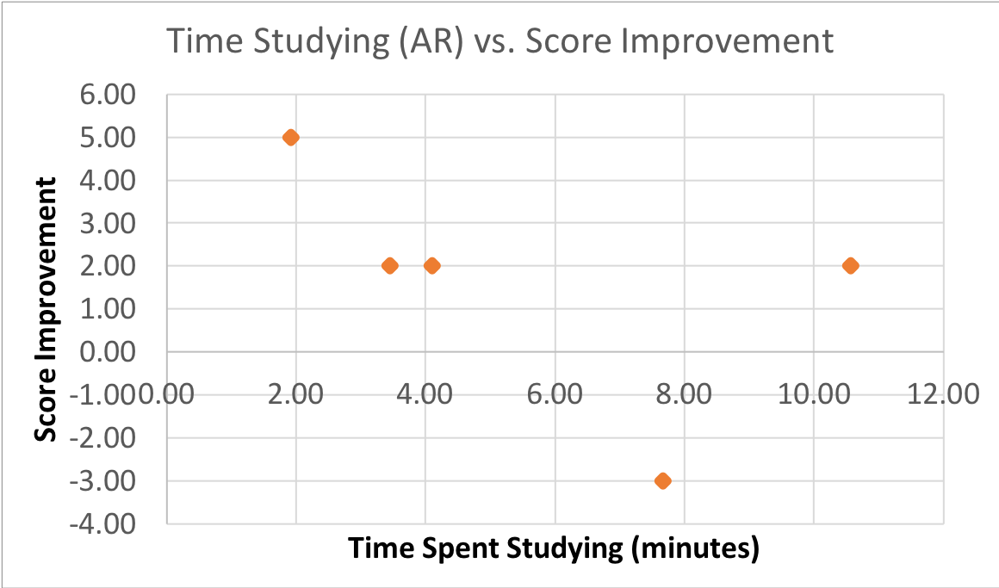 Time Studying (AR) vs. Score Improvement
6.00
5.00
4.00
3.00
2.00
1.00
0.00
-1.00
-2.00
-3.00
-4.00
0.00 2.00 4.00 6.00 8.00 10.00 12.00
Score Improvement
Time Spent Studying (minutes)